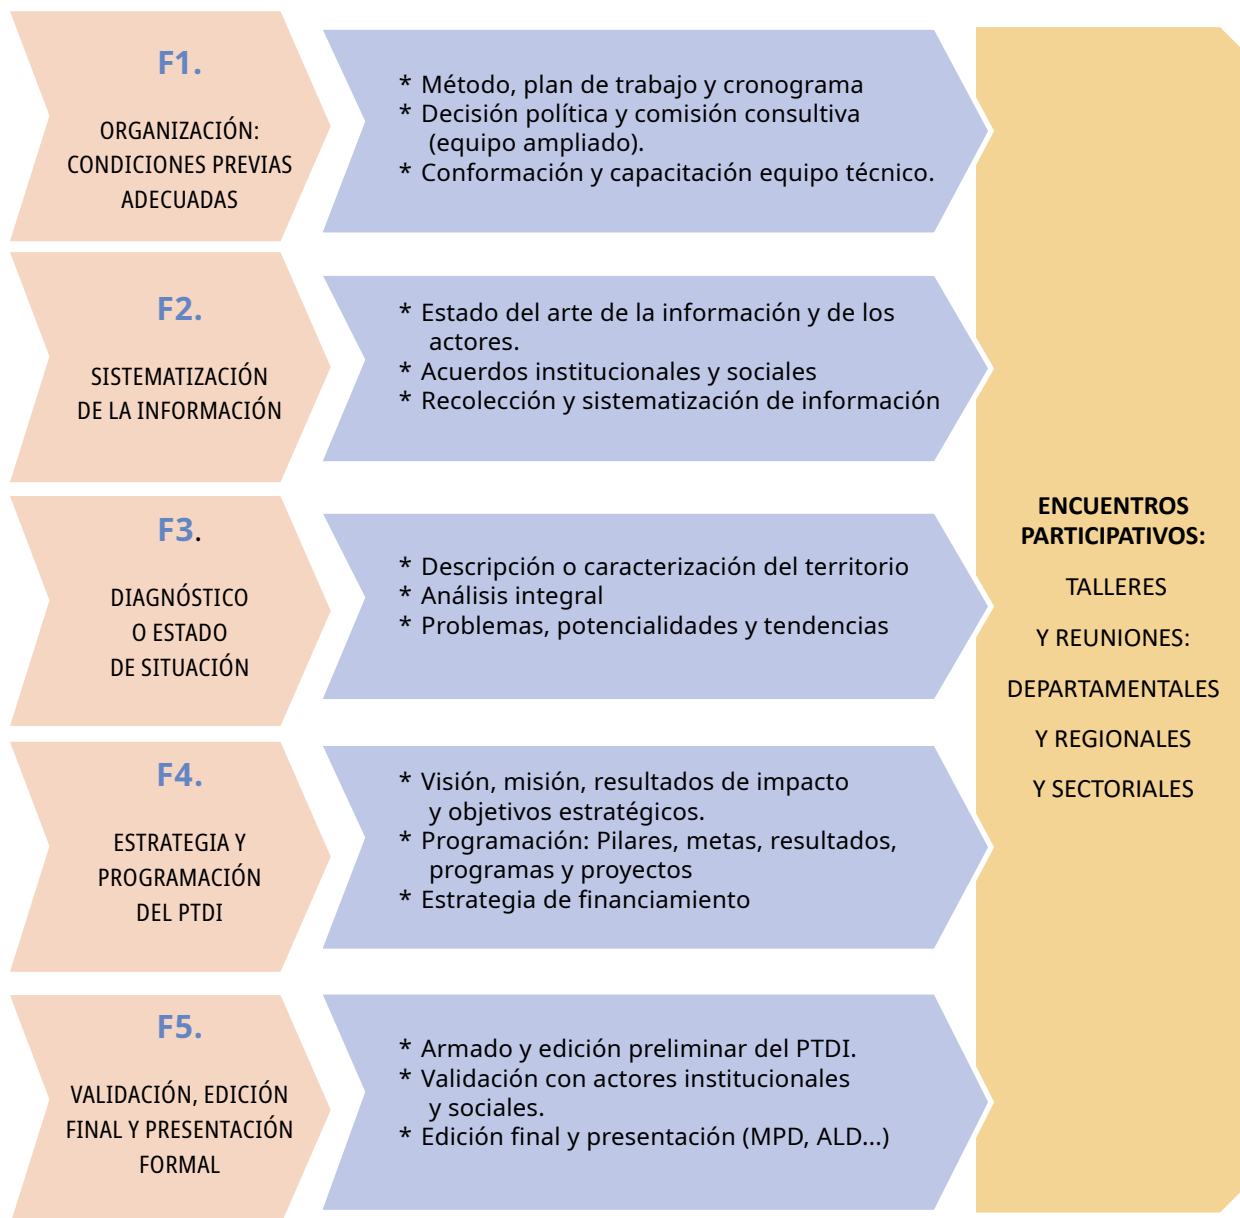 F1.
ORGANIZACIÓN:
CONDICIONES PREVIAS
ADECUADAS
* Método, plan de trabajo y cronograma
* Decisión política y comisión consultiva
(equipo ampliado).
* Conformación y capacitación equipo técnico.
F2.
SISTEMATIZACIÓN
DE LA INFORMACIÓN
* Estado del arte de la información y de los
actores.
* Acuerdos institucionales y sociales
* Recolección y sistematización de información
F3.
DIAGNÓSTICO
O ESTADO
DE SITUACIÓN
* Descripción o caracterización del territorio
* Análisis integral
* Problemas, potencialidades y tendencias
F4.
ESTRATEGIA Y
PROGRAMACIÓN
DEL PTDI
* Visión, misión, resultados de impacto
y objetivos estratégicos.
* Programación: Pilares, metas, resultados,
programas y proyectos
* Estrategia de financiamiento
F5.
VALIDACIÓN, EDICIÓN
FINAL Y PRESENTACIÓN
FORMAL
* Armado y edición preliminar del PTDI.
* Validación con actores institucionales
y sociales.
* Edición final y presentación (MPD, ALD...)
ENCUENTROS
PARTICIPATIVOS:
TALLERES
Y REUNIONES:
DEPARTAMENTALES
Y REGIONALES
Y SECTORIALES